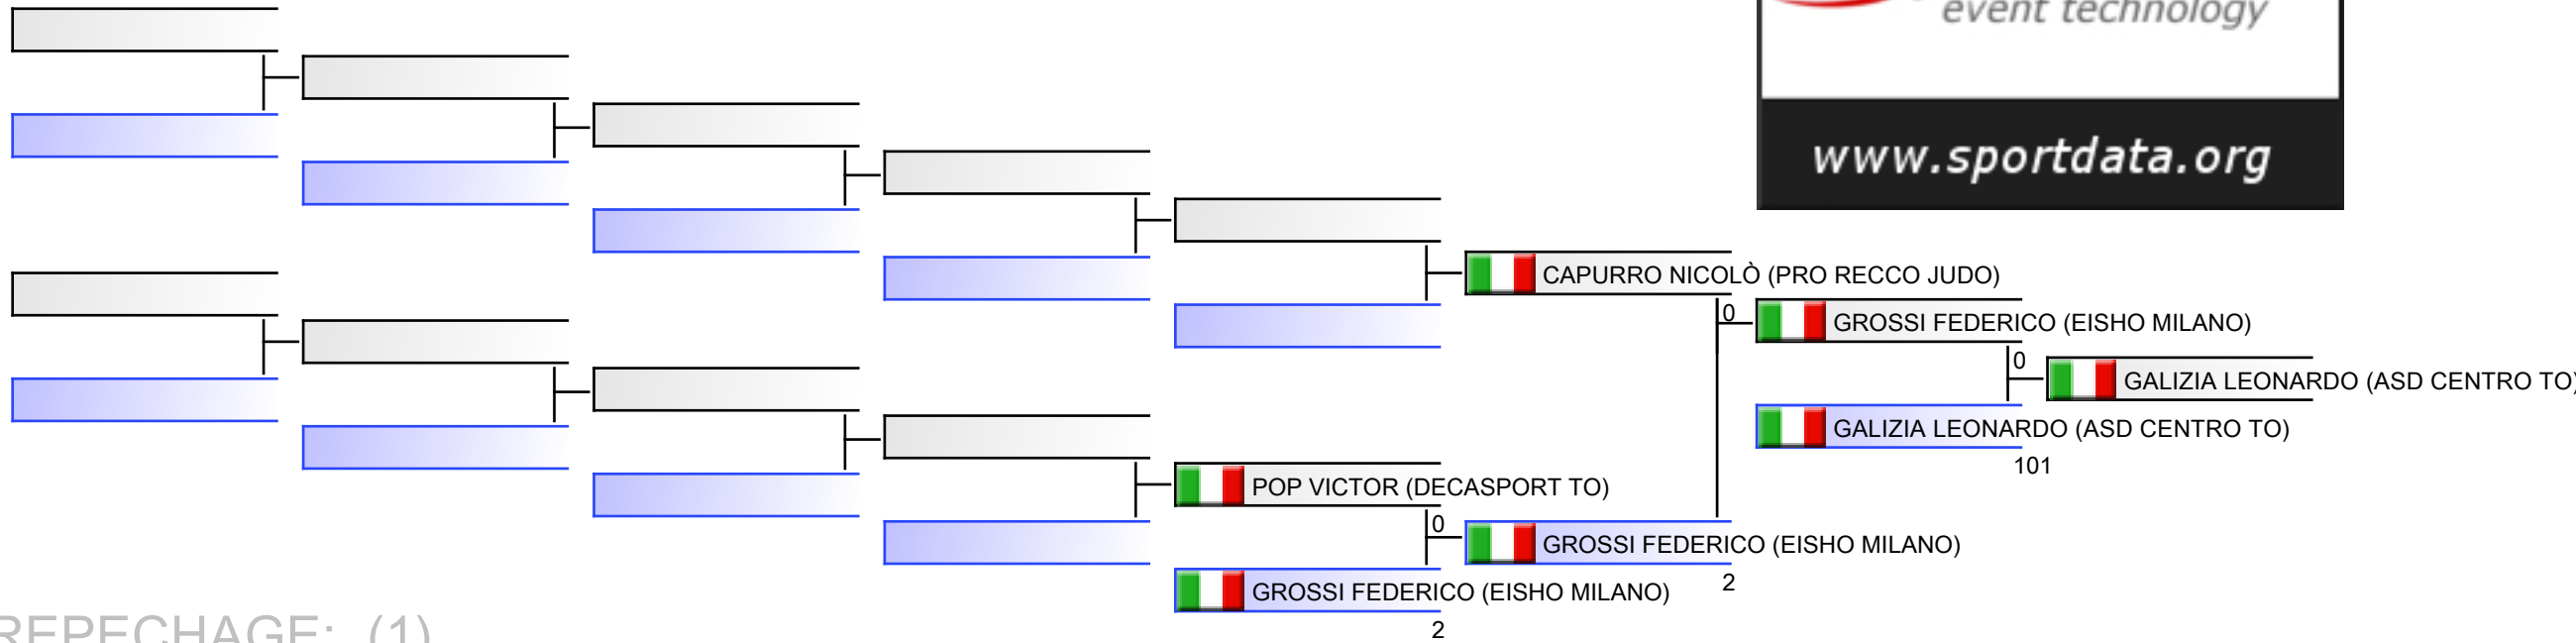 event technology
www.sportdata.org
CAPURRO NICOLÒ (PRO RECCO JUDO)
0
GROSSI FEDERICO (EISHO MILANO)
0
GALIZIA LEONARDO (ASD CENTRO TO)
GALIZIA LEONARDO (ASD CENTRO TO)
101
POP VICTOR (DECASPORT TO)
0
GROSSI FEDERICO (EISHO MILANO)
2
GROSSI FEDERICO (EISHO MILANO)
2
REPECHAGE: (1)